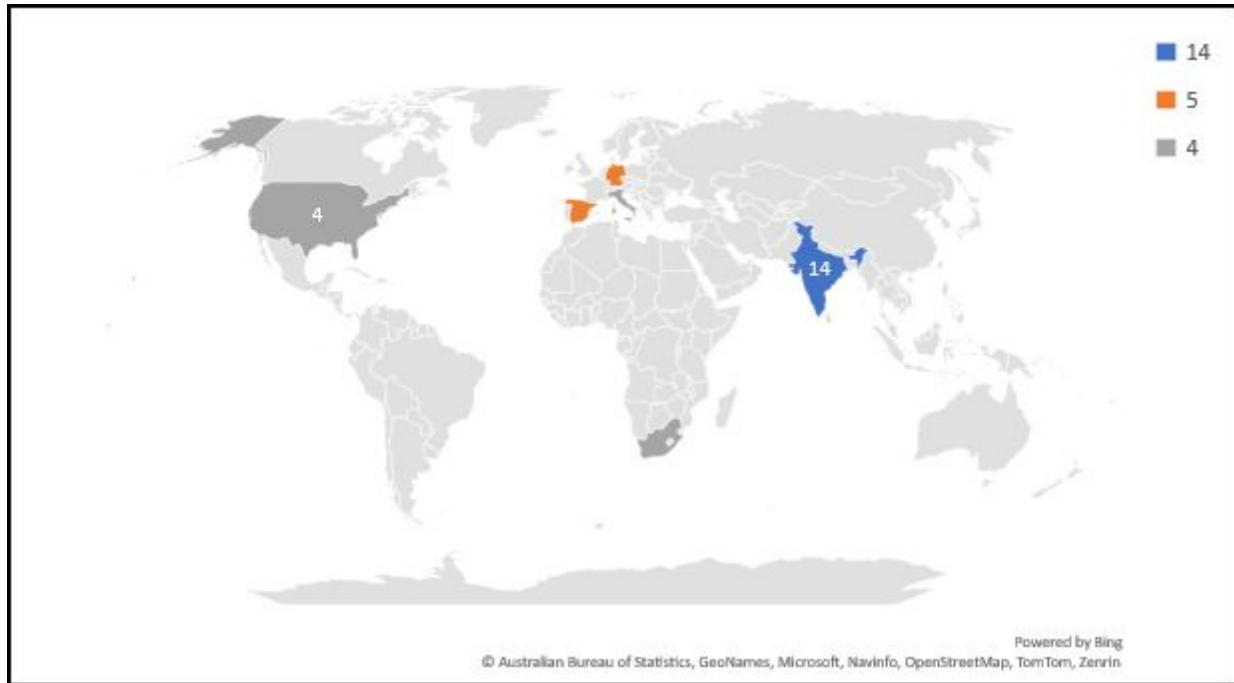 14
5
4
4
14
Powered by Bing
© Australian Bureau of Statistics, GeoNames, Microsoft, Navinfo, OpenStreetMap, TomTom, Zenrin